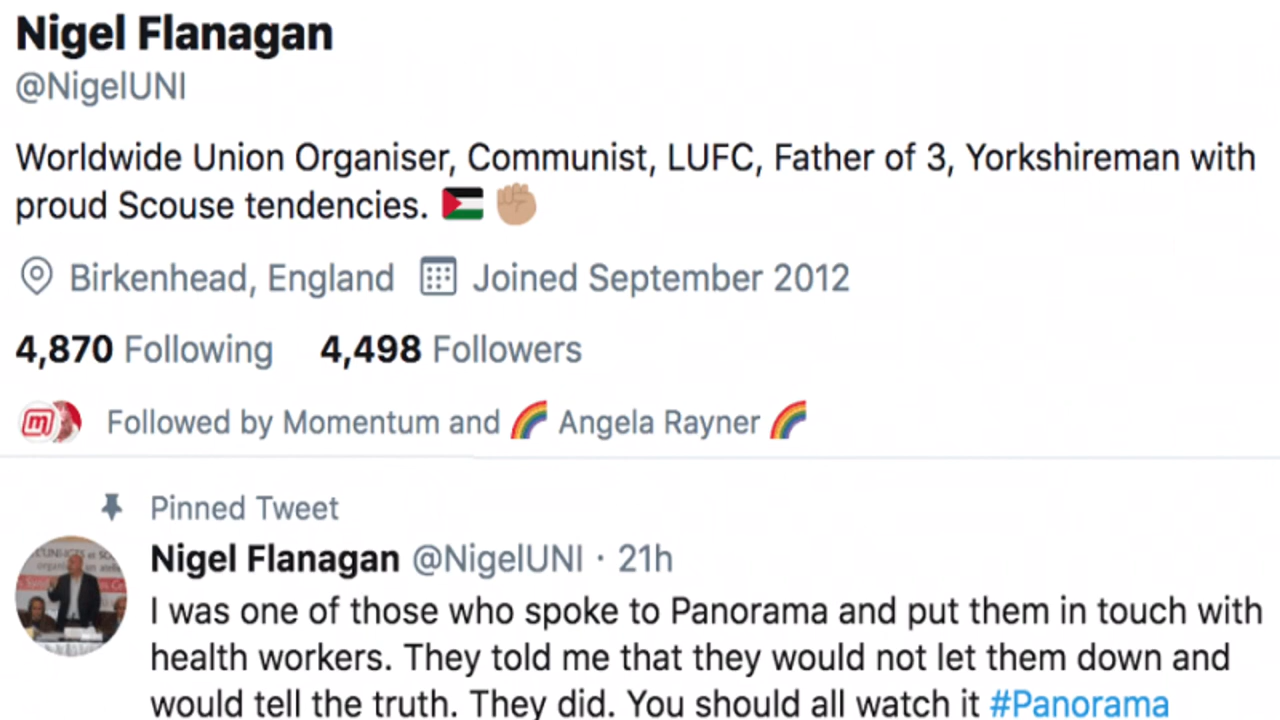 Nigel Flanagan
@NigelUNI
Worldwide Union Organiser, Communist, LUFC, Father of 3, Yorkshireman with
proud Scouse tendencies. 🇵🇸 ✊🏼
Birkenhead, England Joined September 2012
4,870 Following 4,498 Followers
m Followed by Momentum and 🌈 Angela Rayner 🌈
Pinned Tweet
Nigel Flanagan @NigelUNI · 21h
I was one of those who spoke to Panorama and put them in touch with
health workers. They told me that they would not let them down and
would tell the truth. They did. You should all watch it #Panorama